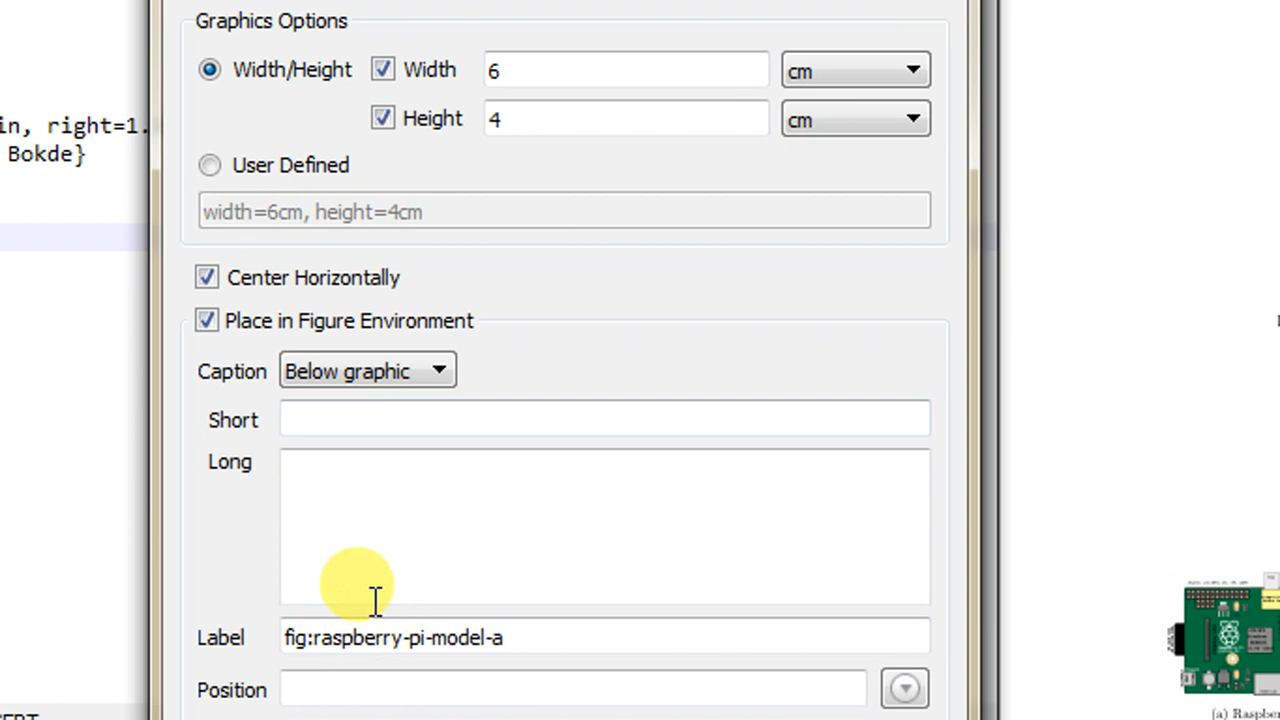 Graphics Options
in, right=1.
Bokde}
Width/Height Width 6 cm
Height 4 cm
User Defined
width=6cm, height=4cm
Center Horizontally
Place in Figure Environment
Caption Below graphic
Short
Long
Label fig:raspberry-pi-model-a
Position
(a) Raspber